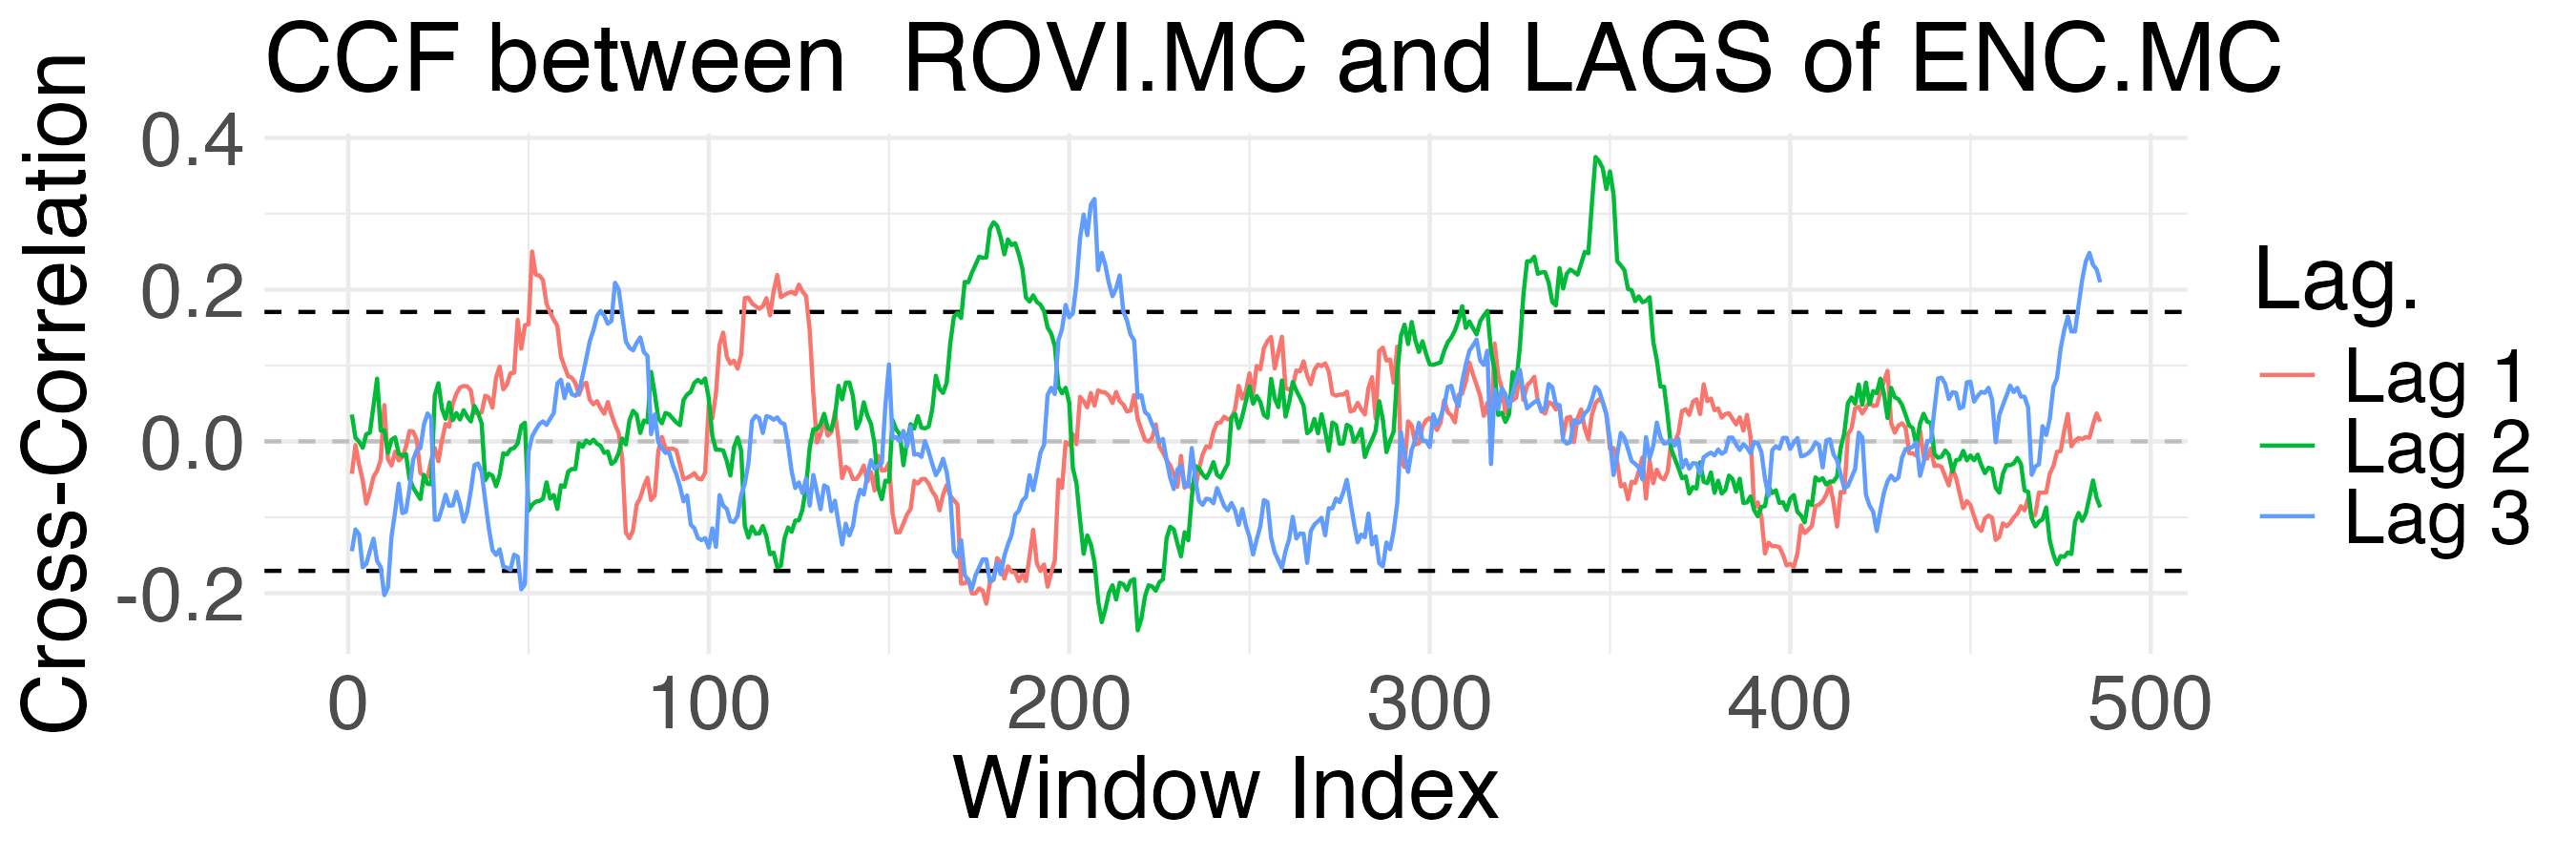 CCF between  ROVI.MC and LAGS of ENC.MC
Cross-Correlation
0.4
0.2
0.0
-0.2
0
100
200
300
400
500
Window Index
Lag.
Lag 1
Lag 2
Lag 3